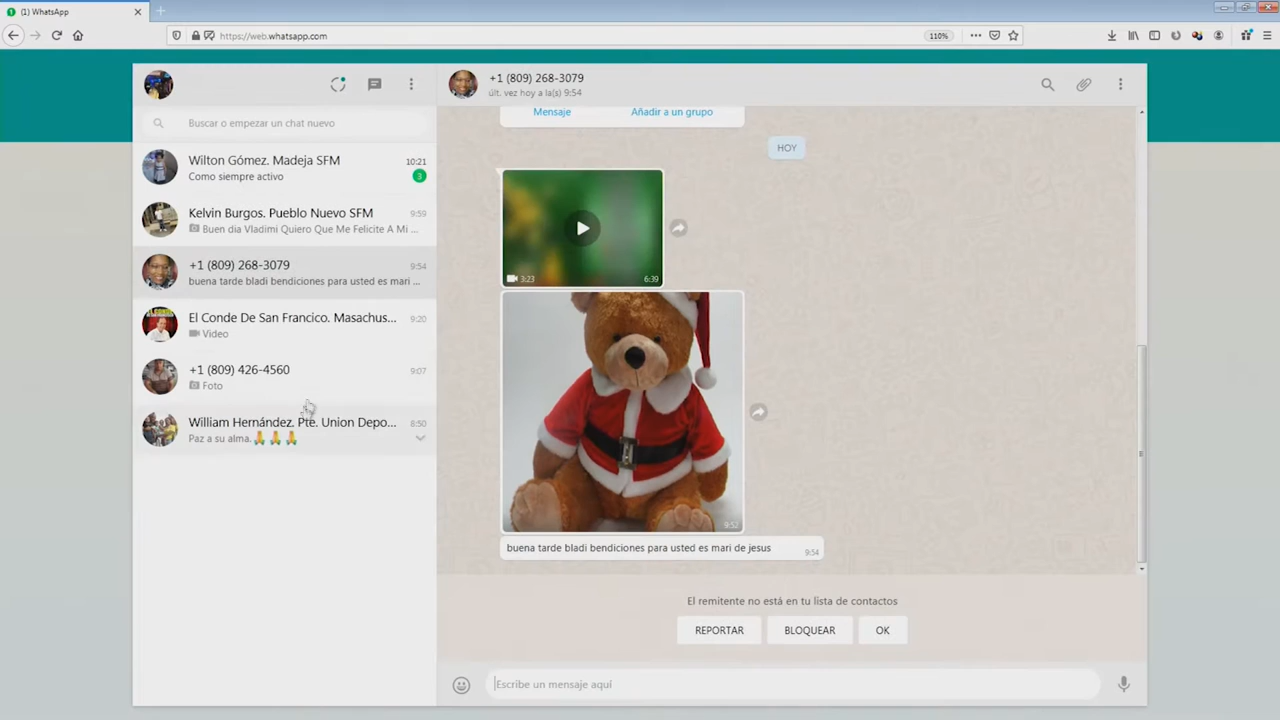 (1) WhatsApp
https://web.whatsapp.com
110%
Buscar o empezar un chat nuevo
Wilton Gómez. Madeja SFM
10:21
Como siempre activo
3
Kelvin Burgos. Pueblo Nuevo SFM
9:59
Buen dia Vladimi Quiero Que Me Felicite A Mi ...
+1 (809) 268-3079
9:54
buena tarde bladi bendiciones para usted es mari ...
El Conde De San Francico. Masachus...
9:20
Video
+1 (809) 426-4560
9:07
Foto
William Hernández. Pte. Union Depo...
8:50
Paz a su alma.🙏🙏🙏
+1 (809) 268-3079
últ. vez hoy a la(s) 9:54
Mensaje
Añadir a un grupo
HOY
3:23
6:39
9:52
buena tarde bladi bendiciones para usted es mari de jesus
9:54
El remitente no está en tu lista de contactos
REPORTAR
BLOQUEAR
OK
Escribe un mensaje aquí